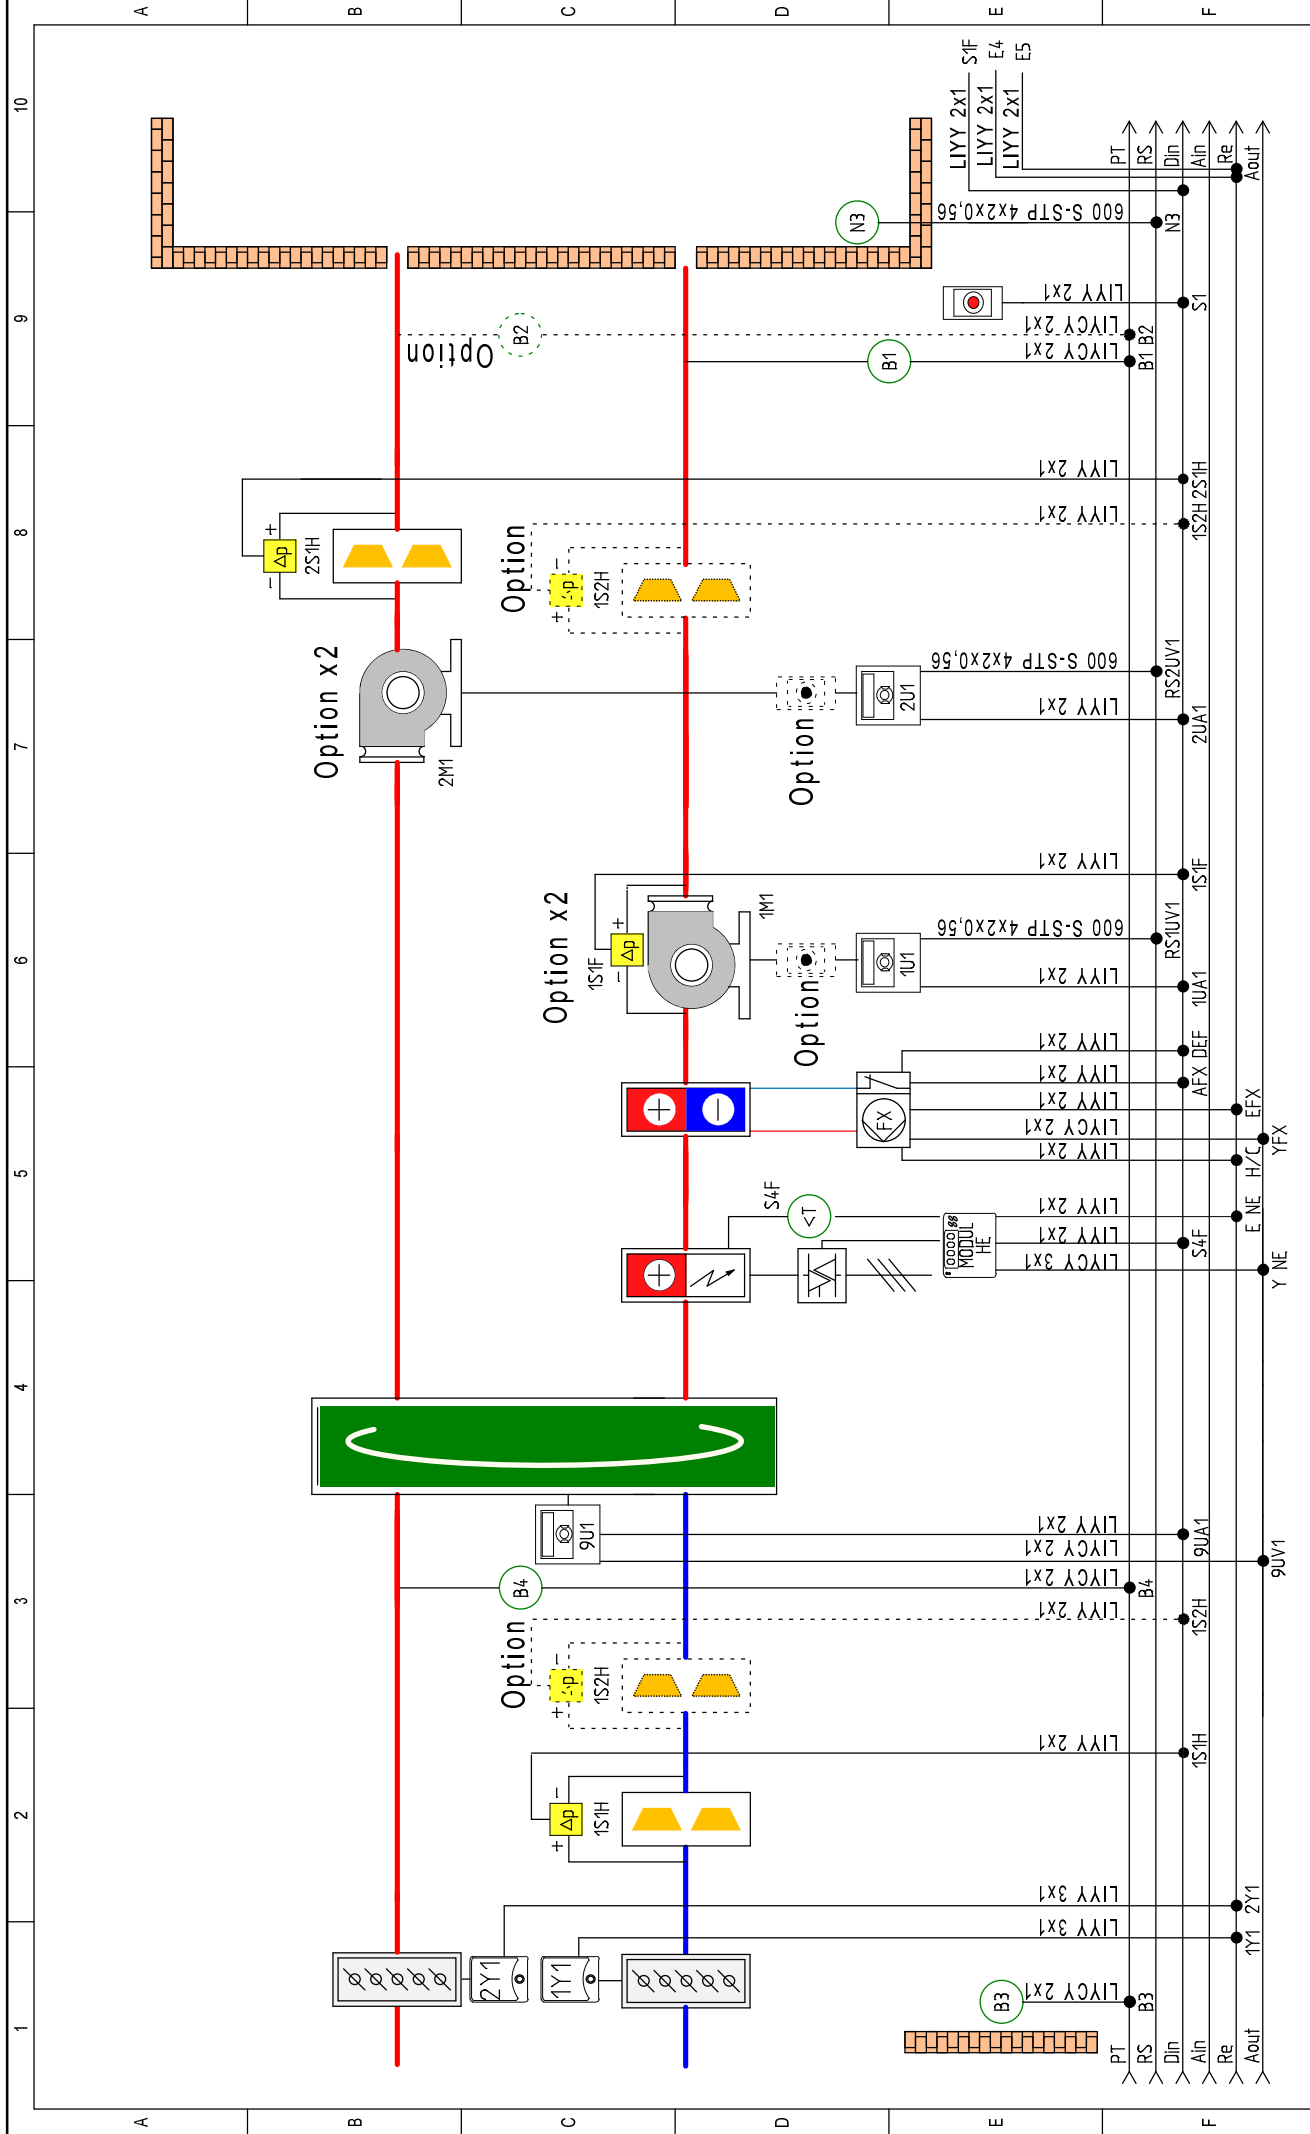 A
B
C
D
E
F
10
9
8
7
6
5
4
3
2
1
S1F
E4
E5
LIYY 2x1
LIYY 2x1
LIYY 2x1
PT
RS
Din
Ain
Re
Aout
N3
600 S-STP 4x2x0,56
N3
LIYY 2x1
S1
B2
Option
LIYCY 2x1
B2
B1
LIYCY 2x1
B1
Δp
+
-
2S1H
LIYY 2x1
2S1H
Option
1S2H
+
-
LIYY 2x1
1S2H
Option x2
2M1
Option
2U1
600 S-STP 4x2x0,56
RS2UV1
LIYY 2x1
2UA1
Option x2
1S1F
Δp
+
-
1M1
LIYY 2x1
1S1F
Option
1U1
600 S-STP 4x2x0,56
RS1UV1
LIYY 2x1
1UA1
+
-
FX
LIYY 2x1
DEF
LIYY 2x1
AFX
LIYY 2x1
EFX
LIYCY 2x1
YFX
LIYY 2x1
H/C
+
S4F
<T
MODUL
HE
0000
88
LIYY 2x1
E NE
LIYY 2x1
S4F
LIYCY 3x1
Y NE
9U1
LIYY 2x1
9UA1
LIYCY 2x1
9UV1
B4
LIYCY 2x1
B4
Option
1S2H
+
-
LIYY 2x1
1S2H
Δp
+
-
1S1H
LIYY 2x1
1S1H
2Y1
LIYY 3x1
2Y1
1Y1
LIYY 3x1
1Y1
B3
LIYCY 2x1
B3
PT
RS
Din
Ain
Re
Aout
A
B
C
D
E
F